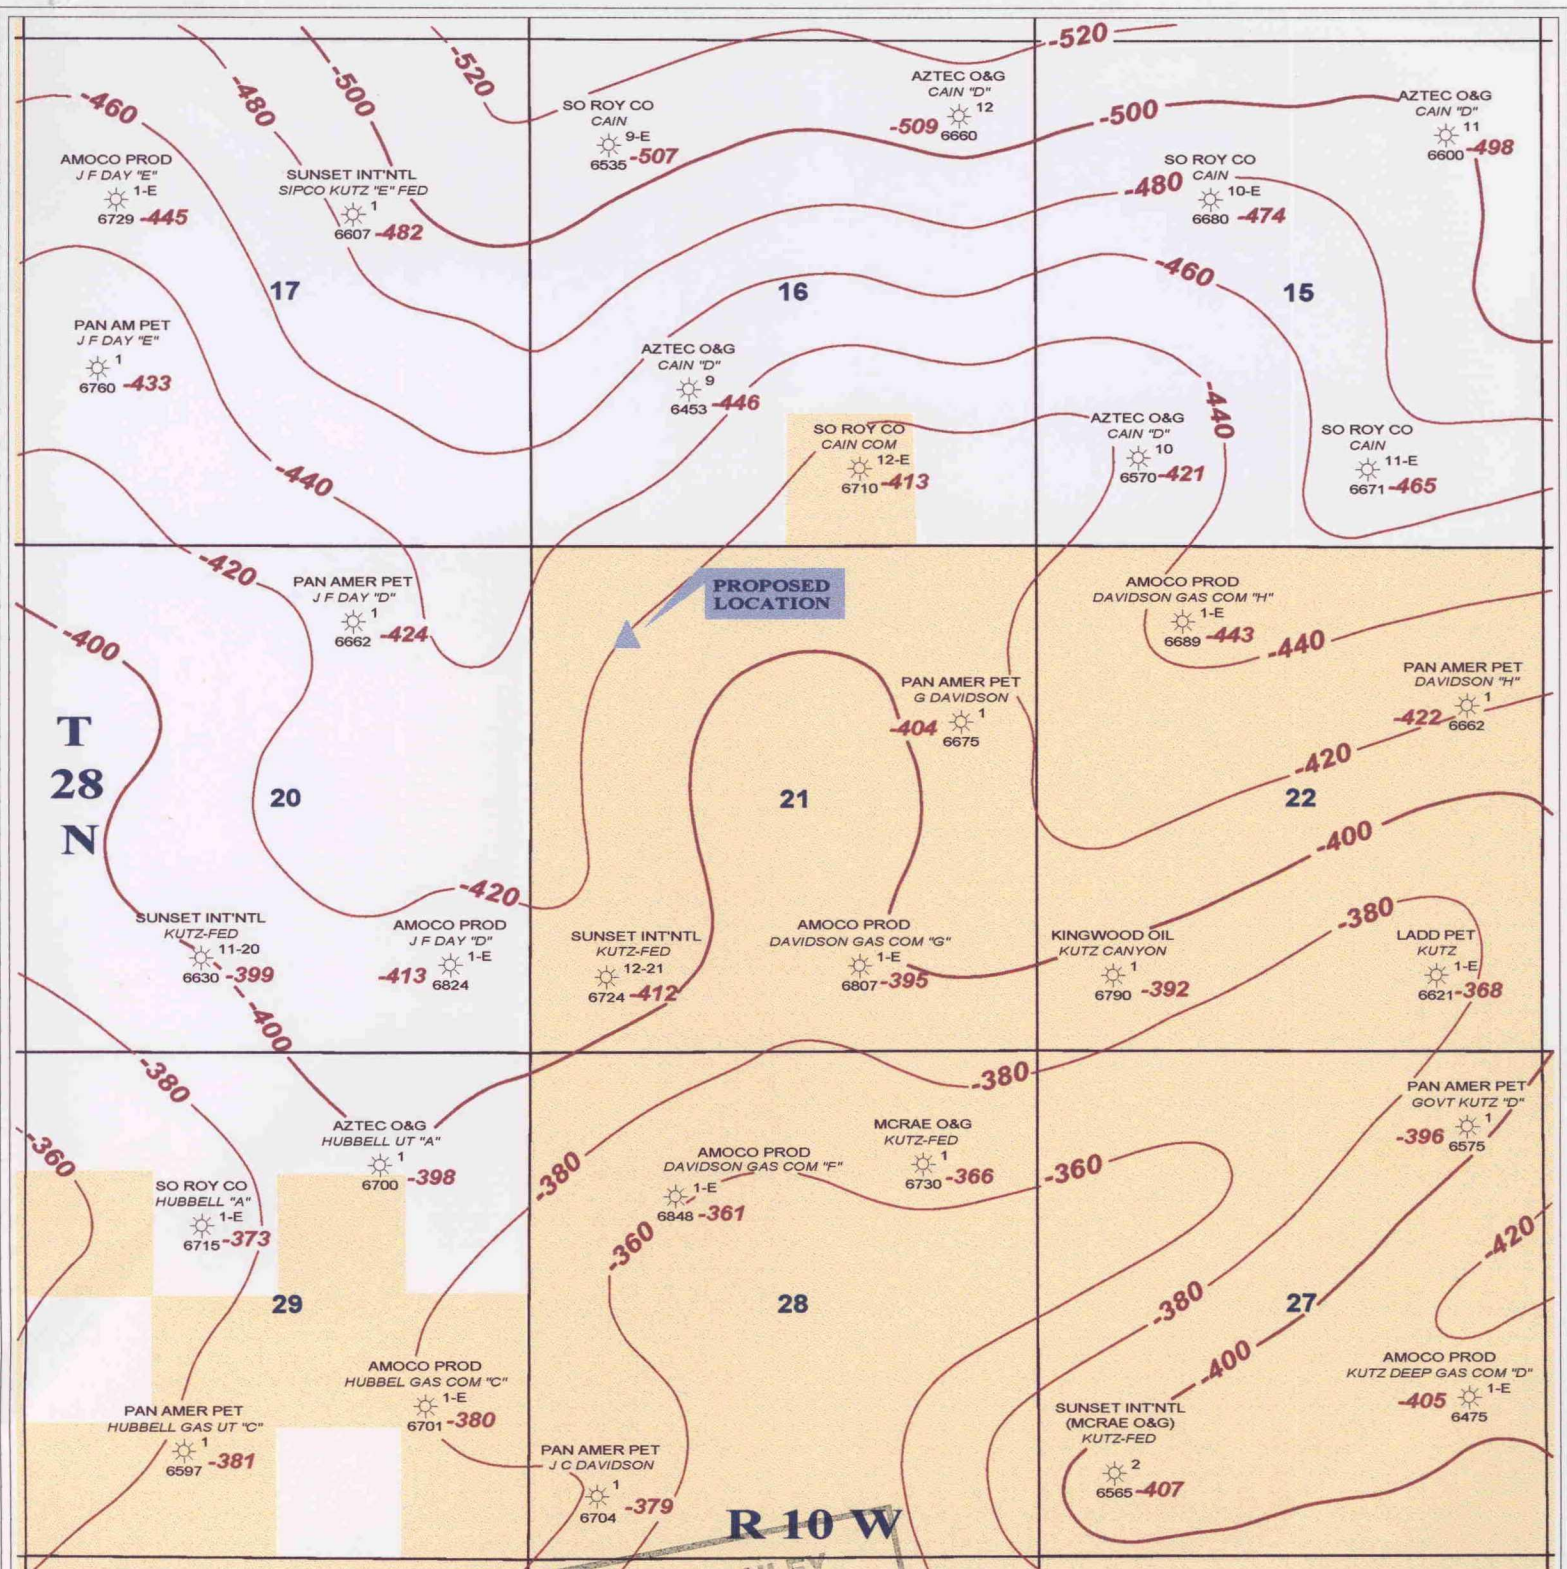 -520
-520
-500
-480
-460
-500
AZTEC O&G
CAIN "D"
12
-509
6660
SO ROY CO
CAIN
9-E
6535 -507
AZTEC O&G
CAIN "D"
11
6600 -498
AMOCO PROD
J F DAY "E"
1-E
6729 -445
SUNSET INT'NTL
SIPCO KUTZ "E" FED
1
6607 -482
SO ROY CO
CAIN
-480
10-E
6680 -474
-460
17
16
15
PAN AM PET
J F DAY "E"
1
6760 -433
AZTEC O&G
CAIN "D"
9
6453 -446
-440
SO ROY CO
CAIN COM
12-E
6710 -413
AZTEC O&G
CAIN "D"
10
6570 -421
SO ROY CO
CAIN
11-E
6671 -465
-440
-420
PAN AMER PET
J F DAY "D"
1
6662 -424
PROPOSED
LOCATION
AMOCO PROD
DAVIDSON GAS COM "H"
1-E
6689 -443
-440
-400
PAN AMER PET
G DAVIDSON
1
-404
6675
PAN AMER PET
DAVIDSON "H"
1
-422
6662
T
28
N
-420
20
21
22
-400
-420
-380
SUNSET INT'NTL
KUTZ-FED
11-20
6630 -399
AMOCO PROD
J F DAY "D"
1-E
-413
6824
SUNSET INT'NTL
KUTZ-FED
12-21
6724 -412
AMOCO PROD
DAVIDSON GAS COM "G"
1-E
6807 -395
KINGWOOD OIL
KUTZ CANYON
1
6790 -392
LADD PET
KUTZ
1-E
6621 -368
-400
-380
-380
PAN AMER PET
GOVT KUTZ "D"
1
-396
6575
-360
AZTEC O&G
HUBBELL UT "A"
1
6700 -398
-380
AMOCO PROD
DAVIDSON GAS COM "F"
1-E
6848 -361
MCRAE O&G
KUTZ-FED
1
6730 -366
-360
SO ROY CO
HUBBELL "A"
1-E
6715 -373
-360
-420
29
28
27
-380
-400
AMOCO PROD
HUBBEL GAS COM "C"
1-E
6701 -380
AMOCO PROD
KUTZ DEEP GAS COM "D"
1-E
-405
6475
PAN AMER PET
HUBBELL GAS UT "C"
1
6597 -381
SUNSET INT'NTL
(MCRAE O&G)
KUTZ-FED
2
6565 -407
PAN AMER PET
J C DAVIDSON
1
6704 -379
R 10 W